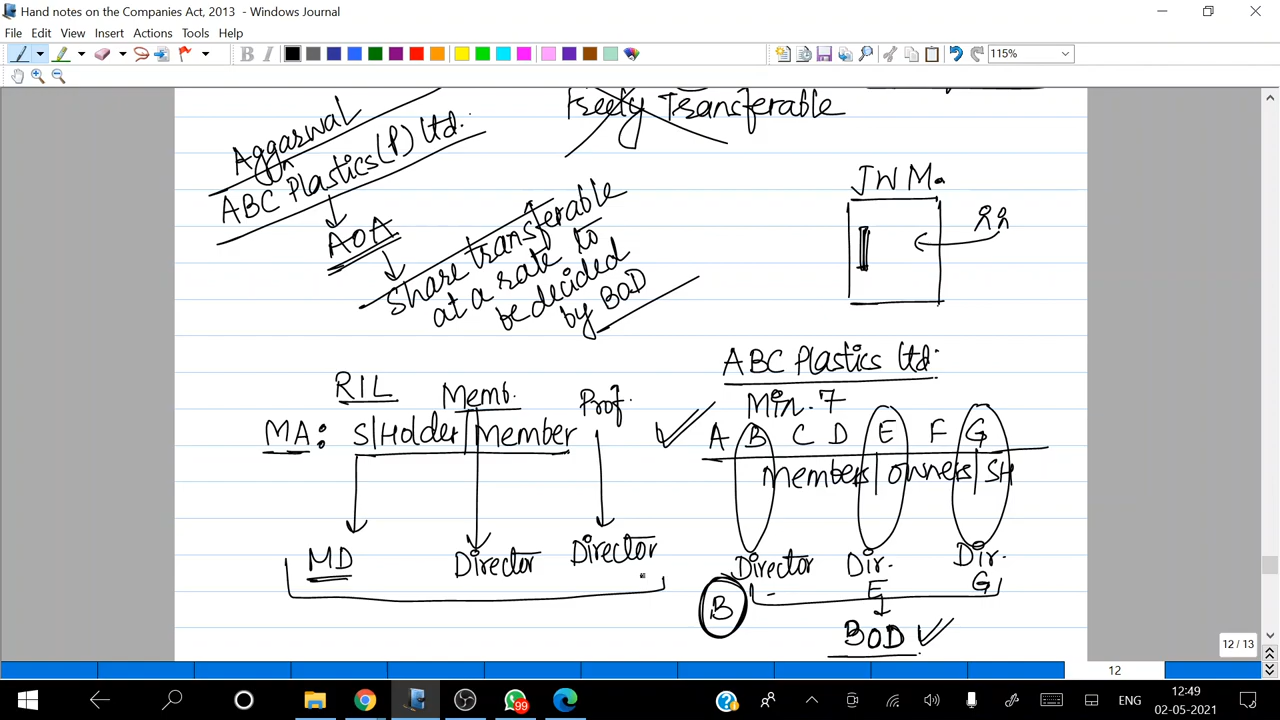 Hand notes on the Companies Act, 2013 - Windows Journal
File Edit View Insert Actions Tools Help
B I
115%
Freely Transferable
Aggarwal
ABC Plastics (P) Ltd.
AOA
Share transferable
at a rate to
be decided
by BOD
JWM.
RIL
MA: S/Holder/Member
Memb.
Prof.
MD
Director
Director
ABC Plastics Ltd.
Min. 7
A B C D E F G
Members/owners/SH
Director Dir. Dir.
E G
B
BOD
12 / 13
12
99
ENG
12:49
02-05-2021